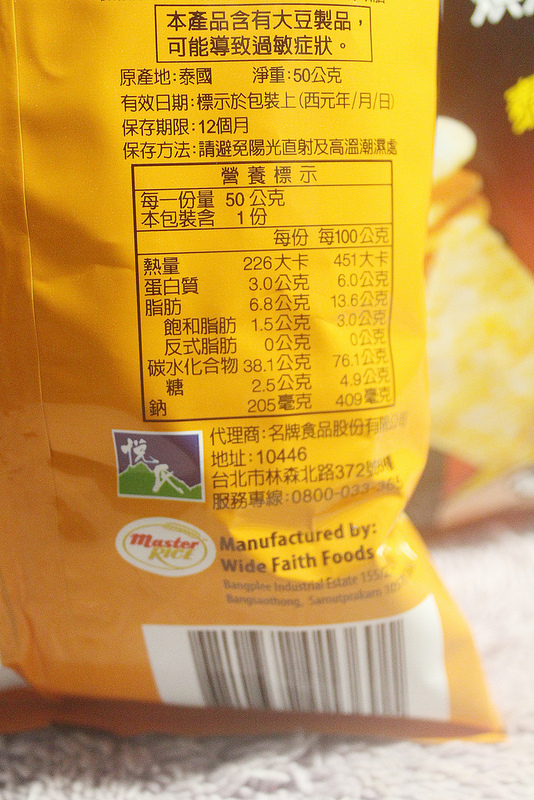 本產品含有大豆製品，
可能導致過敏症狀。
原產地:泰國 淨重:50公克
有效日期:標示於包裝上(西元年/月/日)
保存期限:12個月
保存方法:請避免陽光直射及高溫潮濕處
營養標示
每一份量 50公克
本包裝含 1份
每份 每100公克
熱量 226大卡 451大卡
蛋白質 3.0公克 6.0公克
脂肪 6.8公克 13.6公克
飽和脂肪 1.5公克 3.0公克
反式脂肪 0公克 0公克
碳水化合物 38.1公克 76.1公克
糖 2.5公克 4.9公克
鈉 205毫克 409毫克
悅氏
代理商:名牌食品股份有限
地址:10446
台北市林森北路372
服務專線:0800-033-
Master
RICE
Manufactured by:
Wide Faith Foods
Bangplee Industrial Estate
Bangsaothong, Samutprakarn